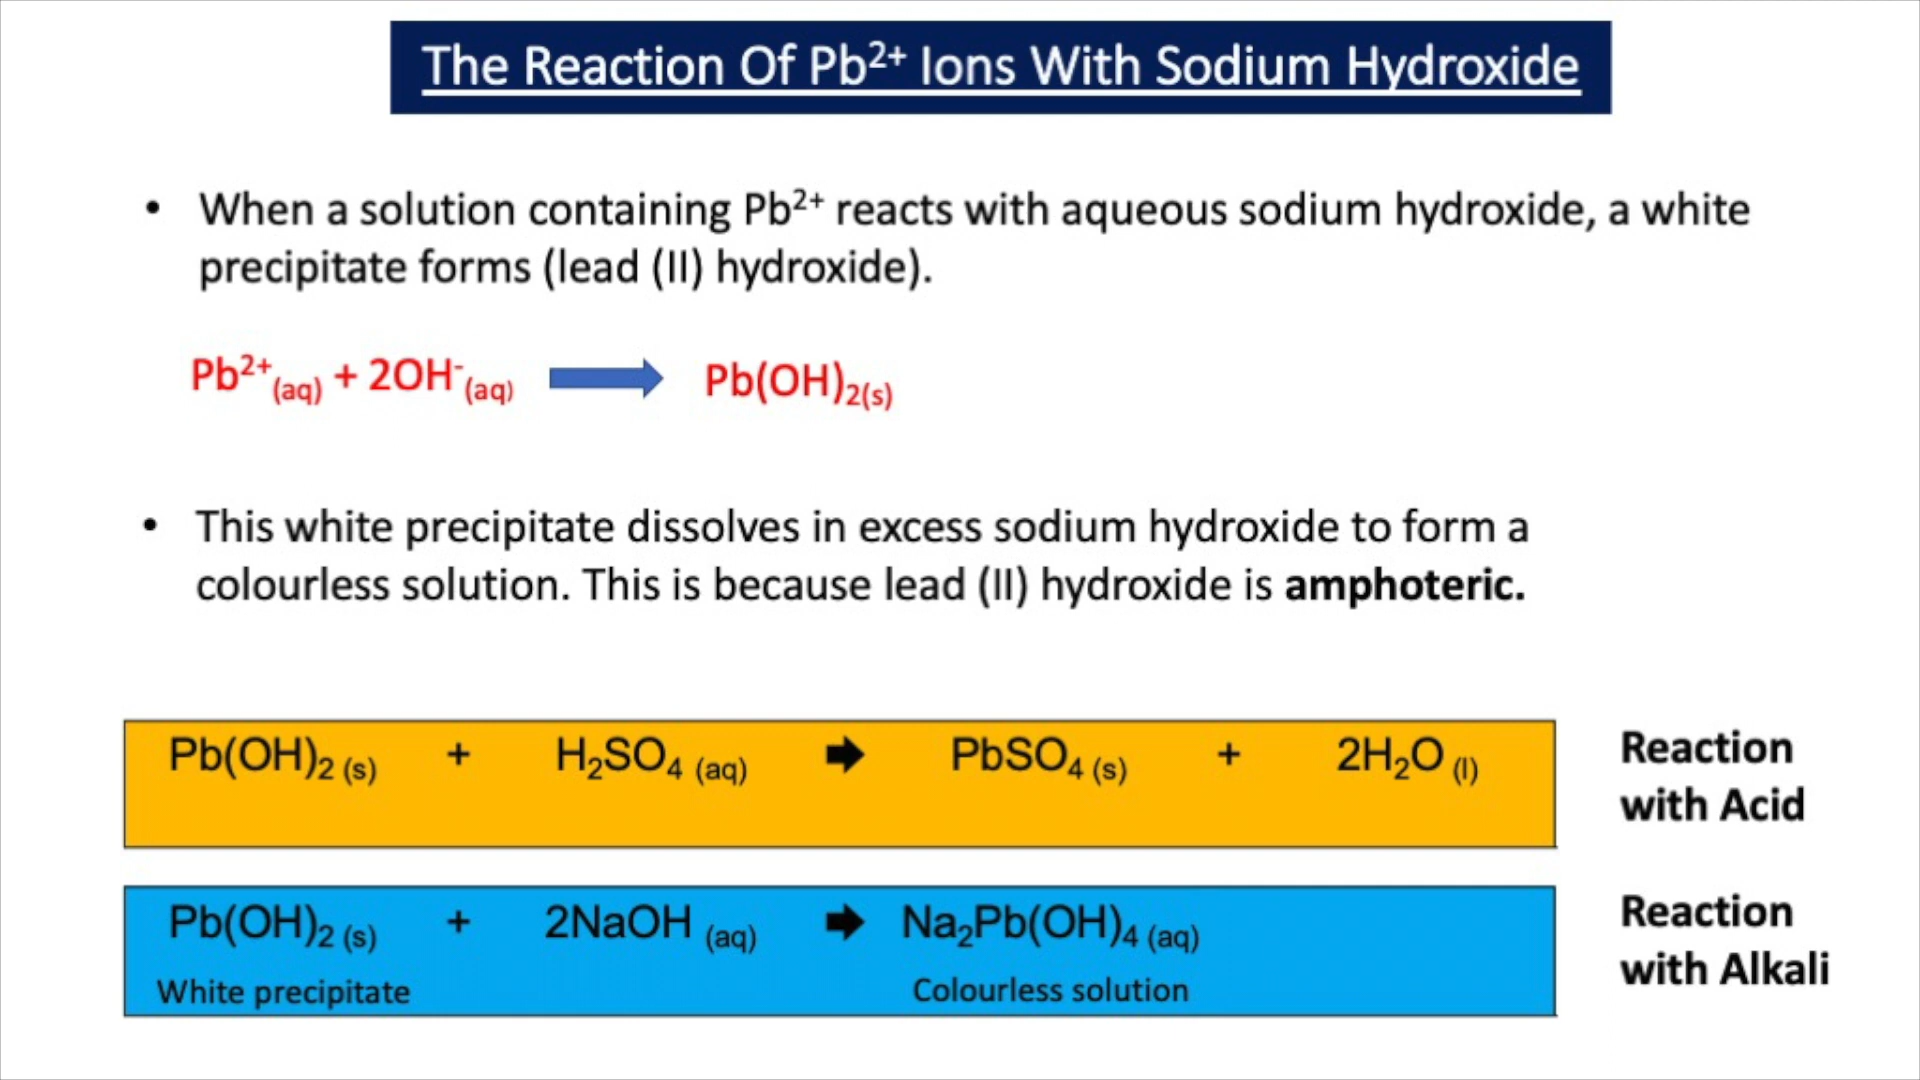 The Reaction Of Pb²⁺ Ions With Sodium Hydroxide
• When a solution containing Pb²⁺ reacts with aqueous sodium hydroxide, a white
precipitate forms (lead (II) hydroxide).
Pb²⁺(aq) + 2OH⁻(aq) → Pb(OH)₂(s)
• This white precipitate dissolves in excess sodium hydroxide to form a
colourless solution. This is because lead (II) hydroxide is amphoteric.
Pb(OH)₂ (s) + H₂SO₄ (aq) → PbSO₄ (s) + 2H₂O (l)
Reaction
with Acid
Pb(OH)₂ (s) + 2NaOH (aq) → Na₂Pb(OH)₄ (aq)
White precipitate Colourless solution
Reaction
with Alkali